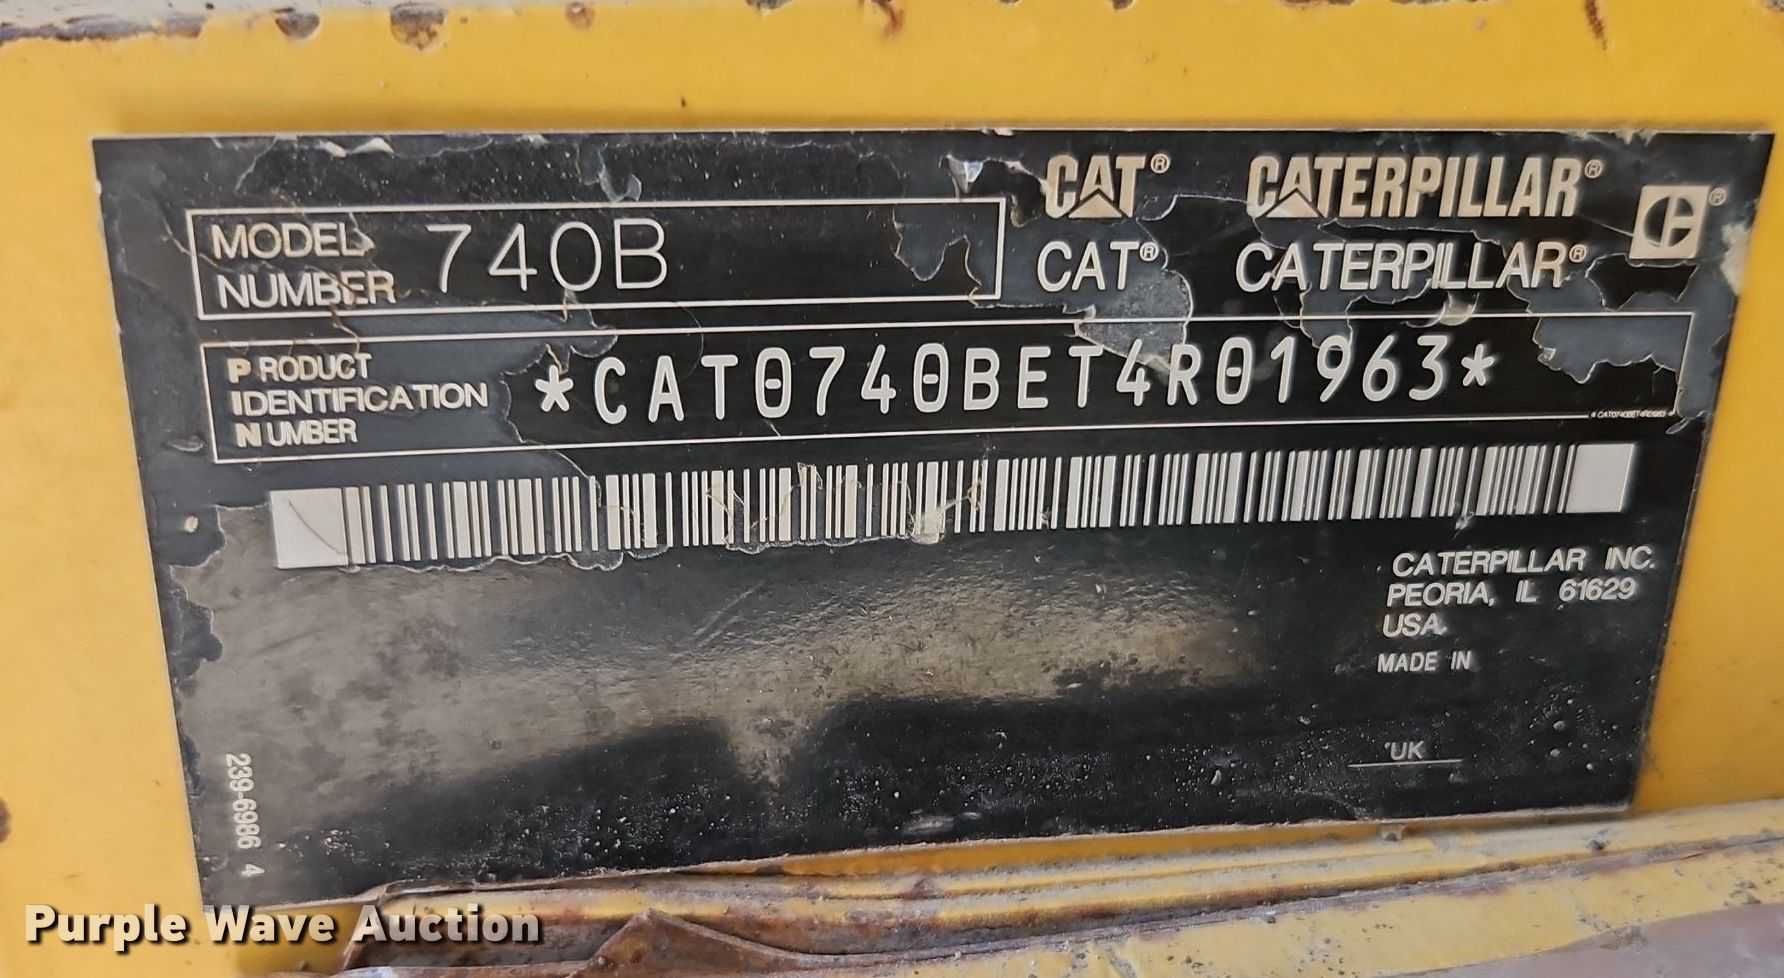 CAT® CATERPILLAR® ®
MODEL
NUMBER 740B
CAT® CATERPILLAR®
PRODUCT
IDENTIFICATION
NUMBER
*CAT0740BET4R01963*
*CAT0740BET4R01963*
CATERPILLAR INC.
PEORIA, IL 61629
USA
MADE IN
UK
239-6986 4
Purple Wave Auction